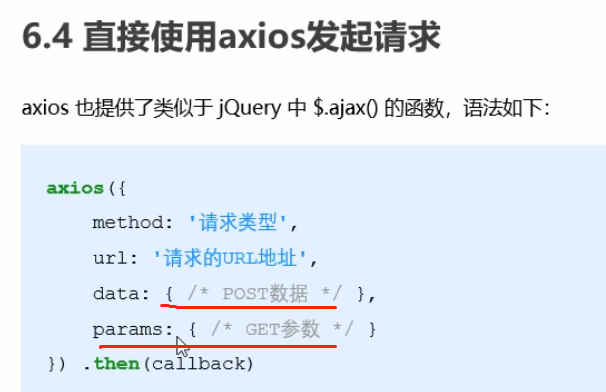 6.4 直接使用axios发起请求
axios 也提供了类似于 jQuery 中 $.ajax() 的函数，语法如下：
axios({
method: '请求类型',
url: '请求的URL地址',
data: { /* POST数据 */ },
params: { /* GET参数 */ }
}) .then(callback)